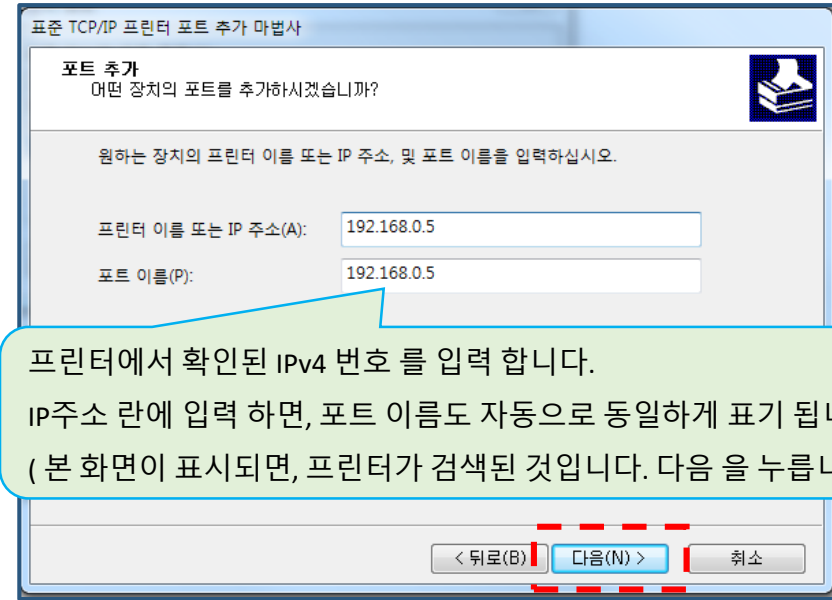 표준 TCP/IP 프린터 포트 추가 마법사
포트 추가
어떤 장치의 포트를 추가하시겠습니까?
원하는 장치의 프린터 이름 또는 IP 주소, 및 포트 이름을 입력하십시오.
프린터 이름 또는 IP 주소(A): 192.168.0.5
포트 이름(P): 192.168.0.5
프린터에서 확인된 IPv4 번호 를 입력 합니다.
IP주소 란에 입력 하면, 포트 이름도 자동으로 동일하게 표기
( 본 화면이 표시되면, 프린터가 검색된 것입니다. 다음 을
< 뒤로(B) 다음(N) > 취소